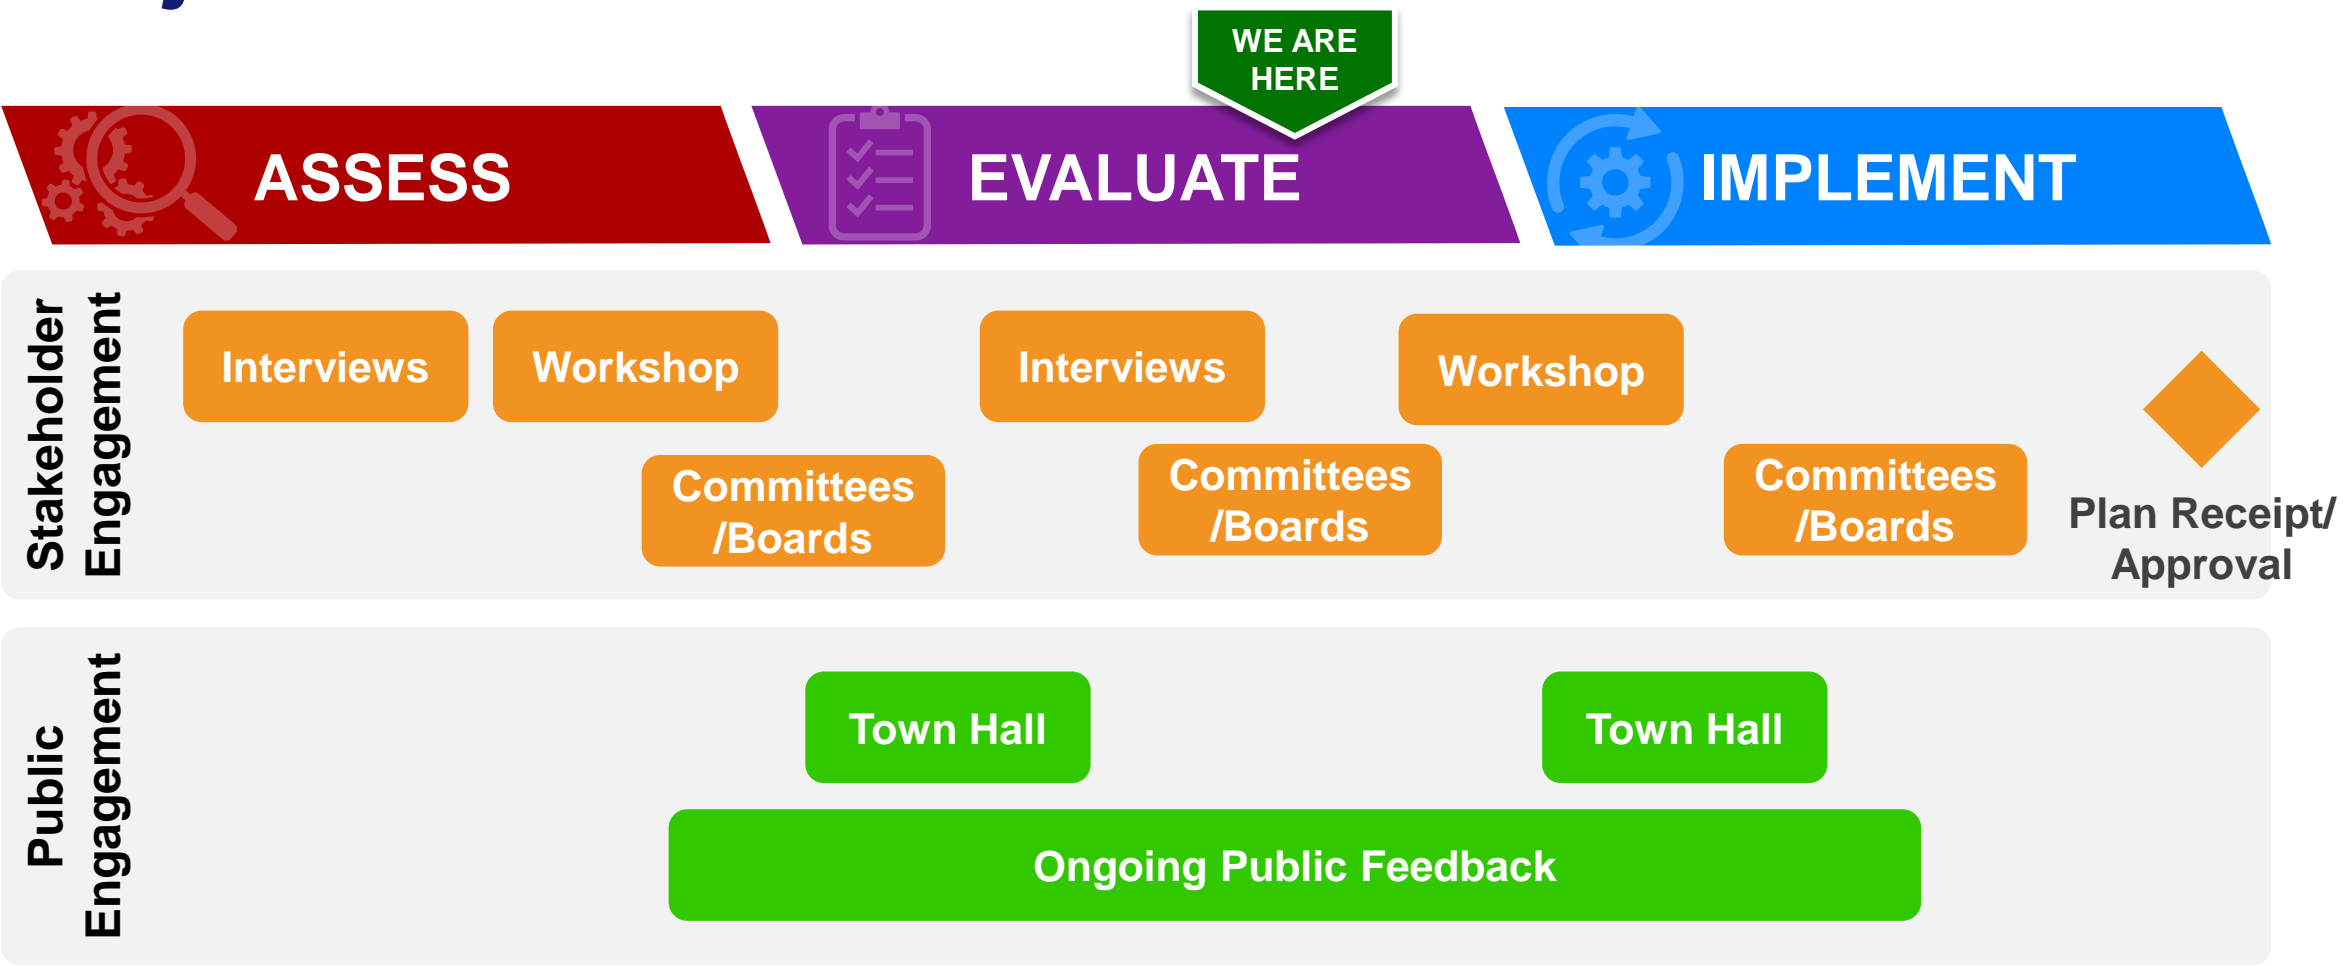 WE ARE
HERE
ASSESS
EVALUATE
IMPLEMENT
Stakeholder
Engagement
Interviews
Workshop
Interviews
Workshop
Committees
/Boards
Committees
/Boards
Committees
/Boards
Plan Receipt/
Approval
Public
Engagement
Town Hall
Town Hall
Ongoing Public Feedback